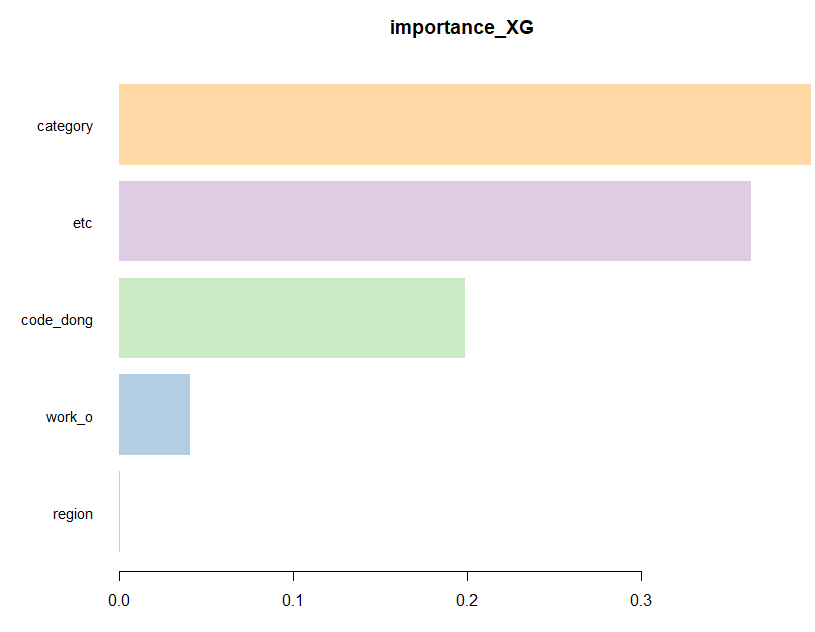 importance_XG
category
etc
code_dong
work_o
region
0.0 0.1 0.2 0.3